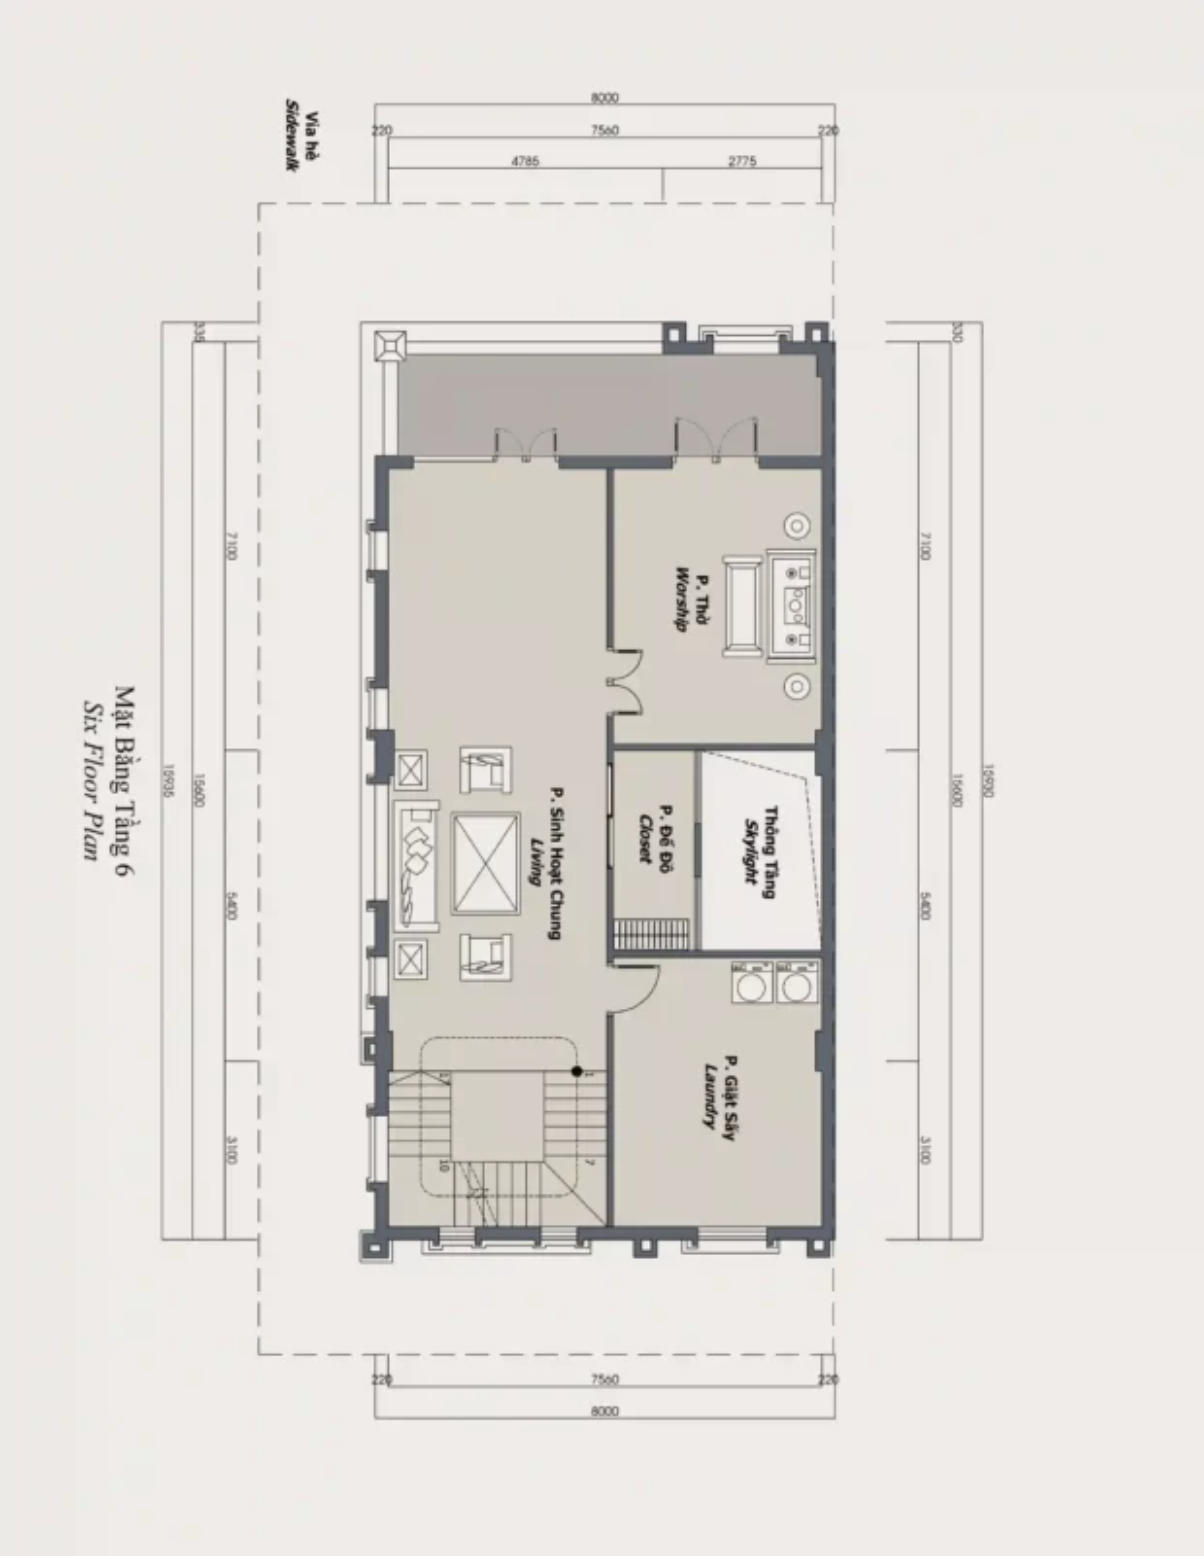 Vỉa hè
Sidewalk
8000
220
7560
220
4785
2775
335
330
7100
7100
P. Thờ
Worship
Mặt Bằng Tầng 6
Six Floor Plan
15935
15600
15600
15930
P. Sinh Hoạt Chung
Living
P. Để Đồ
Closet
Thông Tầng
Skylight
5400
5400
P. Giặt Sấy
Laundry
1
1
10
7
3100
3100
220
7560
220
8000